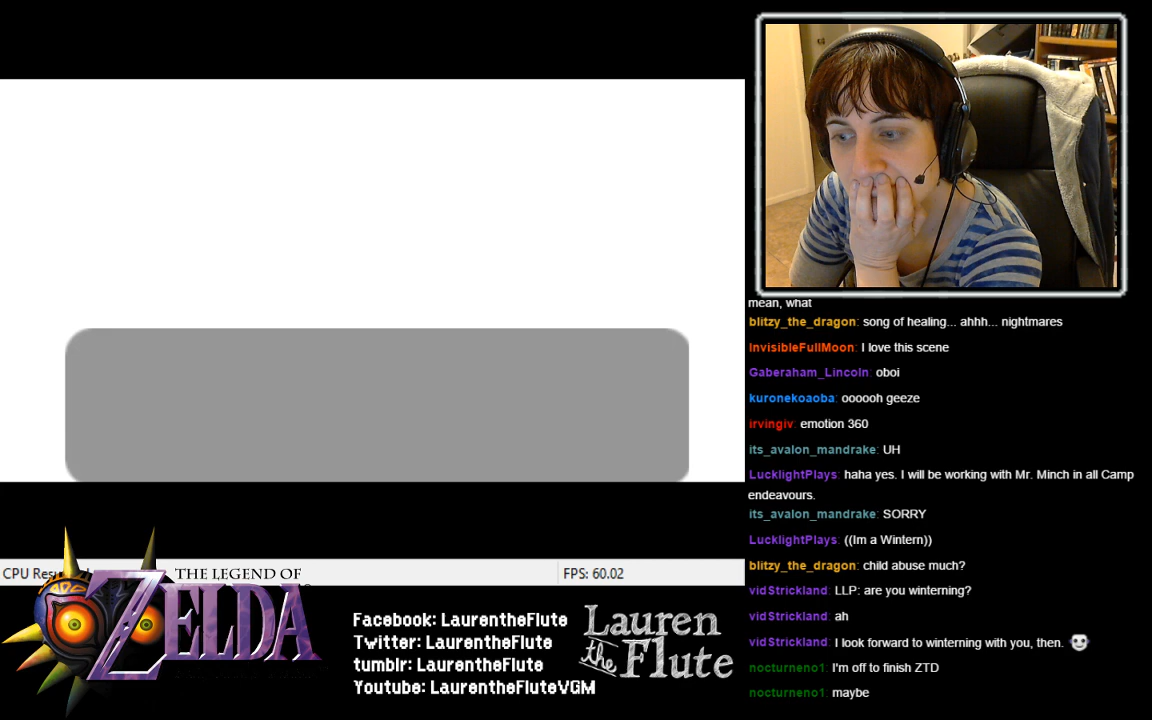 mean, what
blitzy_the_dragon: song of healing... ahhh... nightmares
InvisibleFullMoon: I love this scene
Gaberaham_Lincoln: oboi
kuronekoaoba: oooooh geeze
irvingiv: emotion 360
its_avalon_mandrake: UH
LucklightPlays: haha yes. I will be working with Mr. Minch in all Camp
endeavours.
its_avalon_mandrake: SORRY
LucklightPlays: ((Im a Wintern))
blitzy_the_dragon: child abuse much?
vidStrickland: LLP: are you winterning?
vidStrickland: ah
vidStrickland: I look forward to winterning with you, then.
nocturneno1: I'm off to finish ZTD
nocturneno1: maybe
CPU
FPS: 60.02
THE LEGEND OF
ZELDA
Facebook: LaurentheFlute
Twitter: LaurentheFlute
tumblr: LaurentheFlute
Youtube: LaurentheFluteVGM
Lauren
the Flute